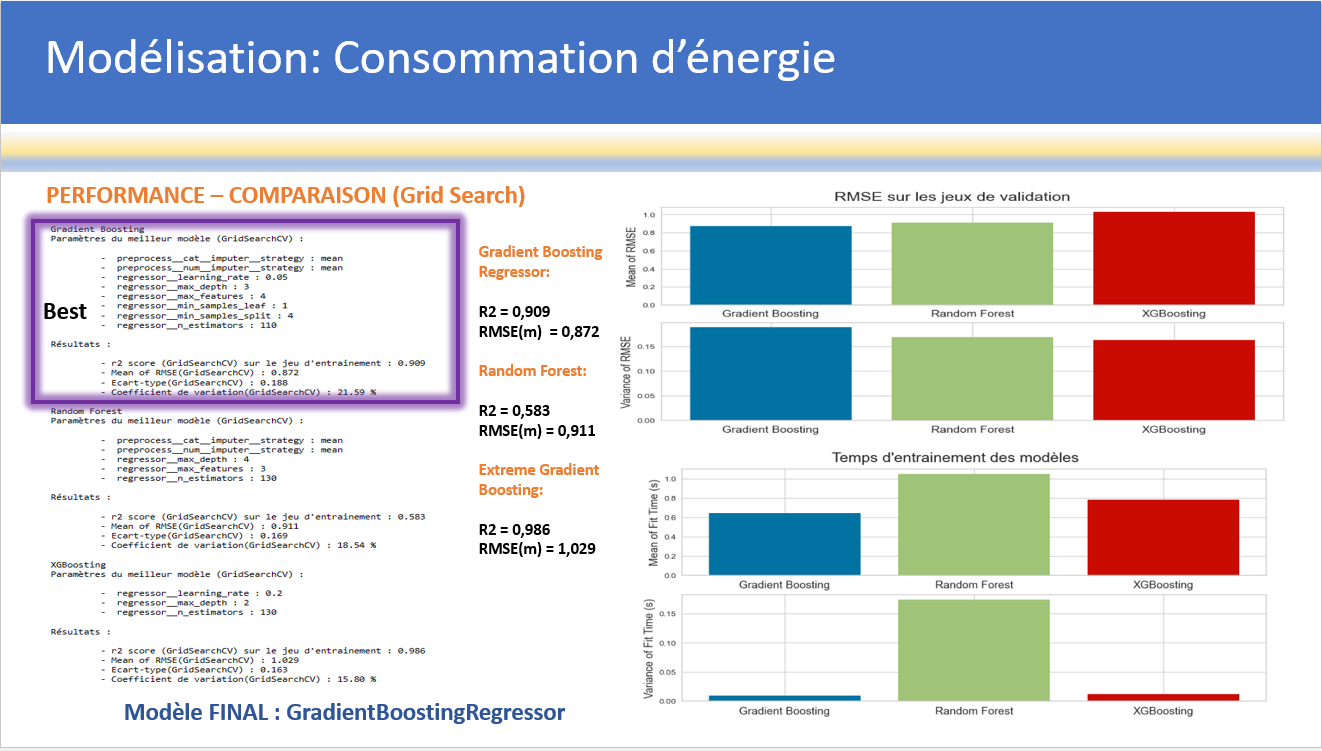 Modélisation: Consommation d'énergie
PERFORMANCE – COMPARAISON (Grid Search)
Gradient Boosting
Paramètres du meilleur modèle (GridSearchCV) :
- preprocess__cat__imputer__strategy : mean
- preprocess__num__imputer__strategy : mean
- regressor__learning_rate : 0.05
- regressor__max_depth : 3
- regressor__max_features : 4
- regressor__min_samples_leaf : 1
- regressor__min_samples_split : 4
- regressor__n_estimators : 110
Best
Résultats :
- r2 score (GridSearchCV) sur le jeu d'entrainement : 0.909
- Mean of RMSE(GridSearchCV) : 0.872
- Ecart-type(GridSearchCV) : 0.188
- Coefficient de variation(GridSearchCV) : 21.59 %
Random Forest
Paramètres du meilleur modèle (GridSearchCV) :
- preprocess__cat__imputer__strategy : mean
- preprocess__num__imputer__strategy : mean
- regressor__max_depth : 4
- regressor__max_features : 3
- regressor__n_estimators : 130
Résultats :
- r2 score (GridSearchCV) sur le jeu d'entrainement : 0.583
- Mean of RMSE(GridSearchCV) : 0.911
- Ecart-type(GridSearchCV) : 0.169
- Coefficient de variation(GridSearchCV) : 18.54 %
XGBoosting
Paramètres du meilleur modèle (GridSearchCV) :
- regressor__learning_rate : 0.2
- regressor__max_depth : 2
- regressor__n_estimators : 130
Résultats :
- r2 score (GridSearchCV) sur le jeu d'entrainement : 0.986
- Mean of RMSE(GridSearchCV) : 1.029
- Ecart-type(GridSearchCV) : 0.163
- Coefficient de variation(GridSearchCV) : 15.80 %
Modèle FINAL : GradientBoostingRegressor
Gradient Boosting
Regressor:
R2 = 0,909
RMSE(m) = 0,872
Random Forest:
R2 = 0,583
RMSE(m) = 0,911
Extreme Gradient
Boosting:
R2 = 0,986
RMSE(m) = 1,029
RMSE sur les jeux de validation
Mean of RMSE
1.0
0.8
0.6
0.4
0.2
0.0
Gradient Boosting Random Forest XGBoosting
Variance of RMSE
0.15
0.10
0.05
0.00
Gradient Boosting Random Forest XGBoosting
Temps d'entrainement des modèles
Mean of Fit Time (s)
1.0
0.8
0.6
0.4
0.2
0.0
Gradient Boosting Random Forest XGBoosting
Variance of Fit Time (s)
0.15
0.10
0.05
0.00
Gradient Boosting Random Forest XGBoosting